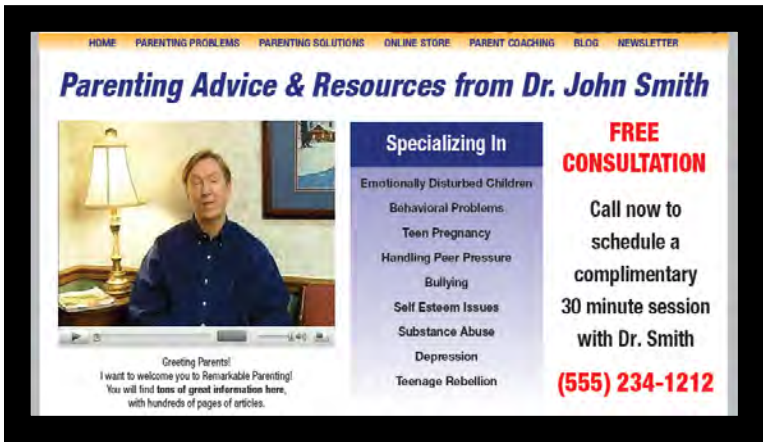 HOME PARENTING PROBLEMS PARENTING SOLUTIONS ONLINE STORE PARENT COACHING BLOG NEWSLETTER
Parenting Advice & Resources from Dr. John Smith
Specializing In
Emotionally Disturbed Children
Behavioral Problems
Teen Pregnancy
Handling Peer Pressure
Bullying
Self Esteem Issues
Substance Abuse
Depression
Teenage Rebellion
FREE
CONSULTATION
Call now to
schedule a
complimentary
30 minute session
with Dr. Smith
(555) 234-1212
Greeting Parents!
I want to welcome you to Remarkable Parenting!
You will find tons of great information here,
with hundreds of pages of articles.